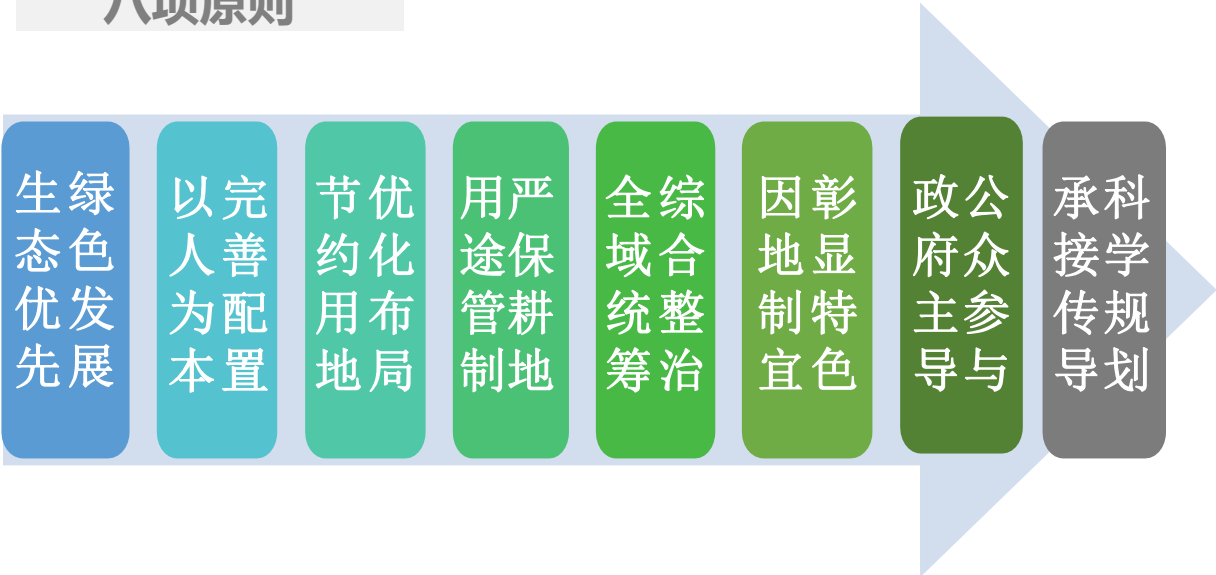 八项原则
生态优先
绿色发展
以人为本
完善配置
节约用地
优化布局
用途管制
严保耕地
全域统筹
综合整治
因地制宜
彰显特色
政府主导
公众参与
承接传导
科学规划